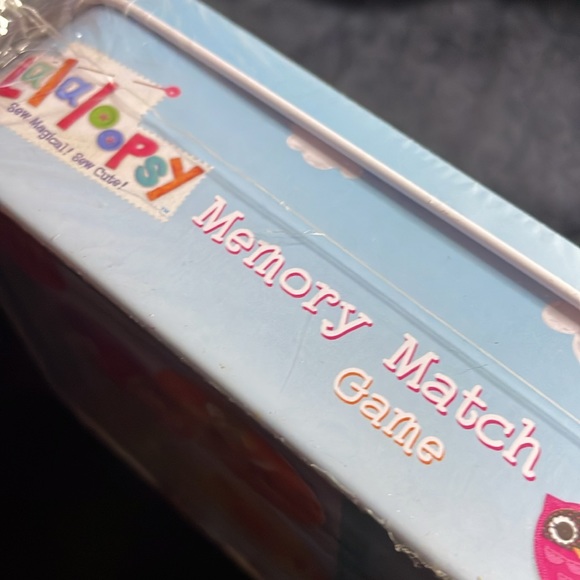 Lalaloopsy
Sew Magical! Sew Cute!
Memory Match
Game